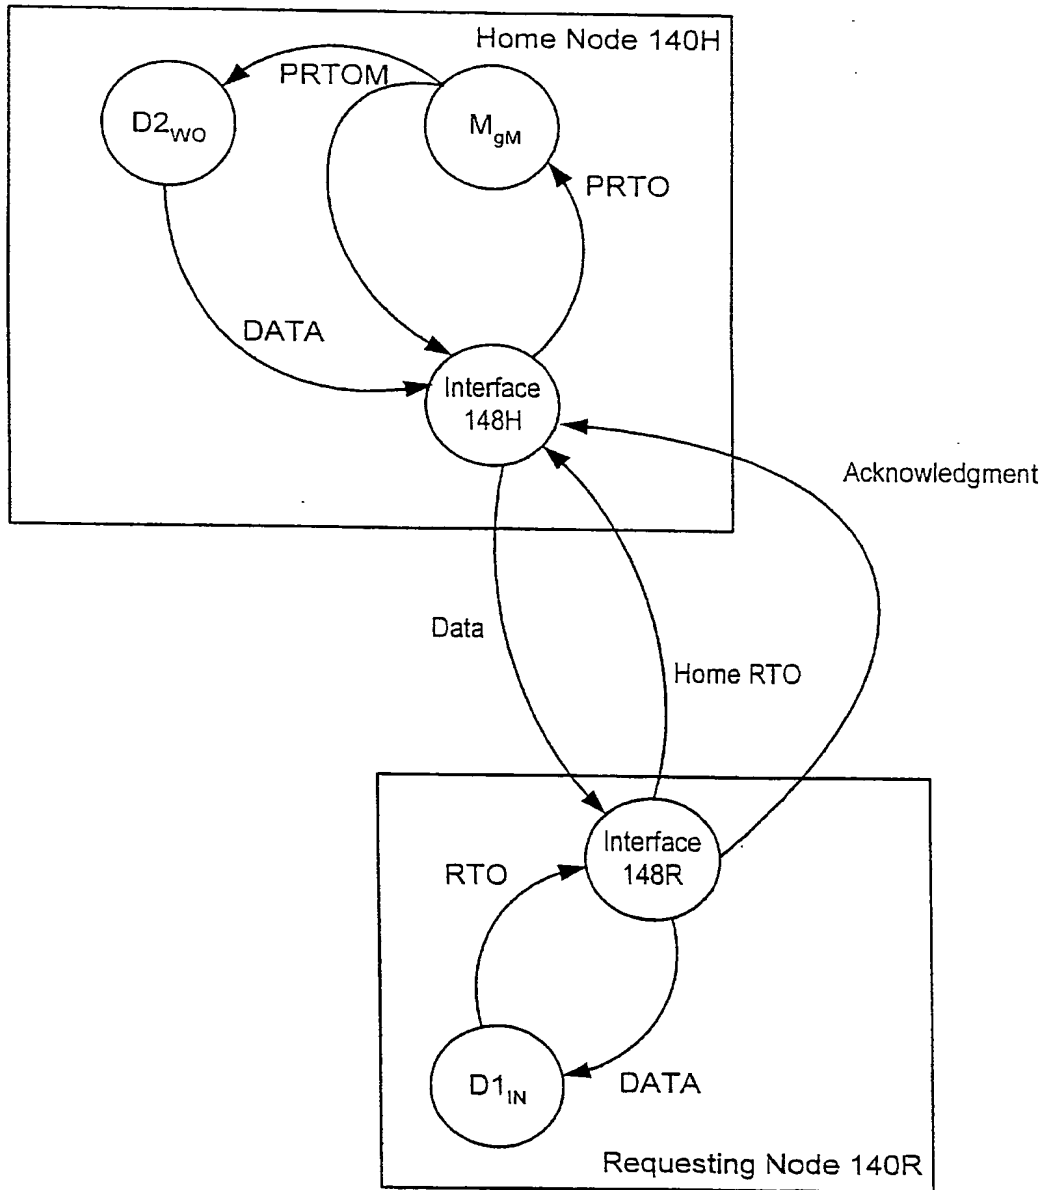 Home Node 140H
PRTOM
D2WO
MgM
PRTO
DATA
Interface
148H
Acknowledgment
Data
Home RTO
Interface
148R
RTO
D1IN
DATA
Requesting Node 140R